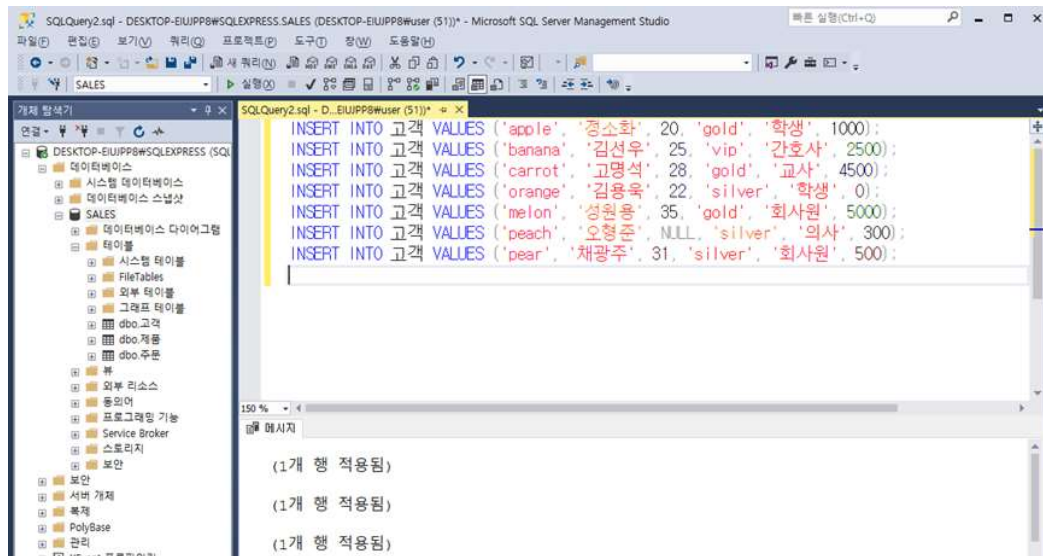 SQLQuery2.sql - DESKTOP-EIUJPP8₩SQLEXPRESS.SALES (DESKTOP-EIUJPP8₩user (51))* - Microsoft SQL Server Management Studio
빠른 실행(Ctrl+Q)
파일(F) 편집(E) 보기(V) 쿼리(Q) 프로젝트(P) 도구(T) 창(W) 도움말(H)
새 쿼리(N)
SALES
실행(X)
개체 탐색기
SQLQuery2.sql - D...EIUJPP8₩user (51))*
연결
DESKTOP-EIUJPP8₩SQLEXPRESS (SQL
데이터베이스
시스템 데이터베이스
데이터베이스 스냅샷
SALES
데이터베이스 다이어그램
테이블
시스템 테이블
FileTables
외부 테이블
그래프 테이블
dbo.고객
dbo.제품
dbo.주문
뷰
외부 리소스
동의어
프로그래밍 기능
Service Broker
스토리지
보안
보안
서버 개체
복제
PolyBase
관리
INSERT INTO 고객 VALUES ('apple', '정소화', 20, 'gold', '학생', 1000);
INSERT INTO 고객 VALUES ('banana', '김선우', 25, 'vip', '간호사', 2500);
INSERT INTO 고객 VALUES ('carrot', '고명석', 28, 'gold', '교사', 4500);
INSERT INTO 고객 VALUES ('orange', '김용욱', 22, 'silver', '학생', 0);
INSERT INTO 고객 VALUES ('melon', '성원용', 35, 'gold', '회사원', 5000);
INSERT INTO 고객 VALUES ('peach', '오형준', NULL, 'silver', '의사', 300);
INSERT INTO 고객 VALUES ('pear', '채광주', 31, 'silver', '회사원', 500);
150 %
메시지
(1개 행 적용됨)
(1개 행 적용됨)
(1개 행 적용됨)